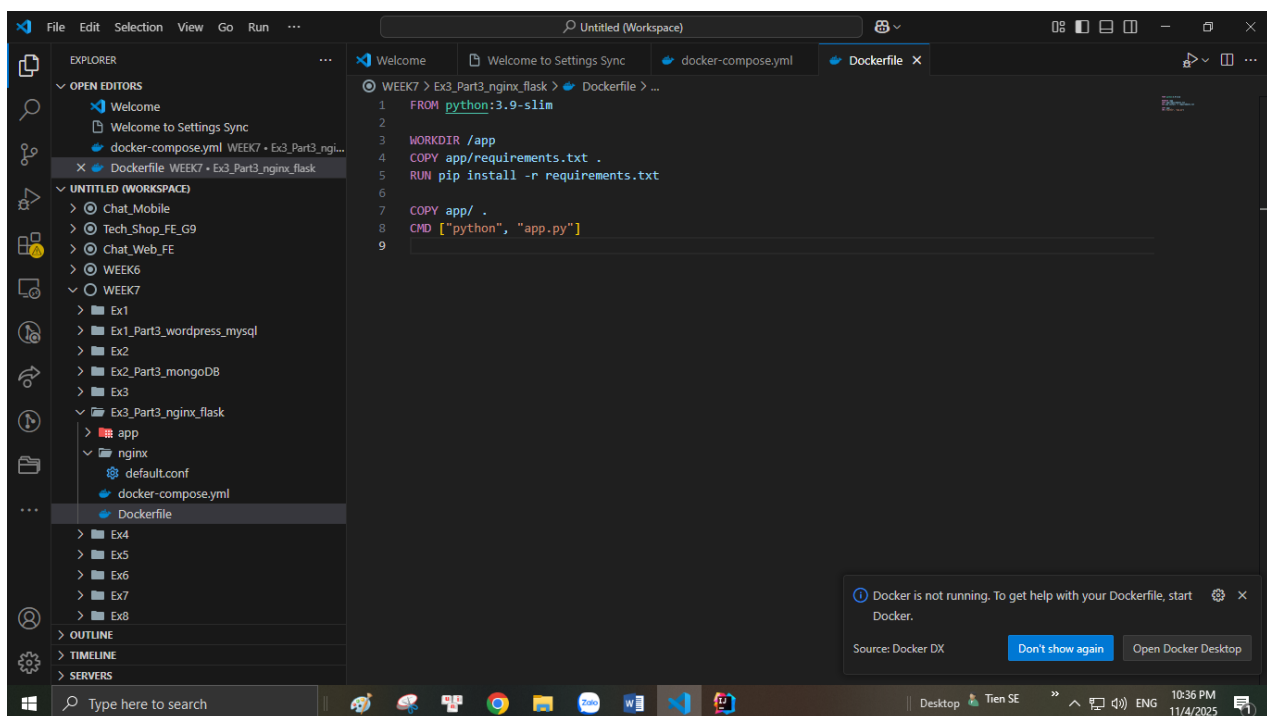 File Edit Selection View Go Run ···
Untitled (Workspace)
EXPLORER ···
OPEN EDITORS
Welcome
Welcome to Settings Sync
docker-compose.yml WEEK7 • Ex3_Part3_ngi...
Dockerfile WEEK7 • Ex3_Part3_nginx_flask
UNTITLED (WORKSPACE)
Chat_Mobile
Tech_Shop_FE_G9
Chat_Web_FE
WEEK6
WEEK7
Ex1
Ex1_Part3_wordpress_mysql
Ex2
Ex2_Part3_mongoDB
Ex3
Ex3_Part3_nginx_flask
app
nginx
default.conf
docker-compose.yml
Dockerfile
Ex4
Ex5
Ex6
Ex7
Ex8
OUTLINE
TIMELINE
SERVERS
Welcome Welcome to Settings Sync docker-compose.yml Dockerfile
WEEK7 > Ex3_Part3_nginx_flask > Dockerfile > ...
1 FROM python:3.9-slim
2
3 WORKDIR /app
4 COPY app/requirements.txt .
5 RUN pip install -r requirements.txt
6
7 COPY app/ .
8 CMD ["python", "app.py"]
9
Docker is not running. To get help with your Dockerfile, start
Docker.
Source: Docker DX Don't show again Open Docker Desktop
Type here to search Zalo Desktop Tien SE ENG 10:36 PM
11/4/2025